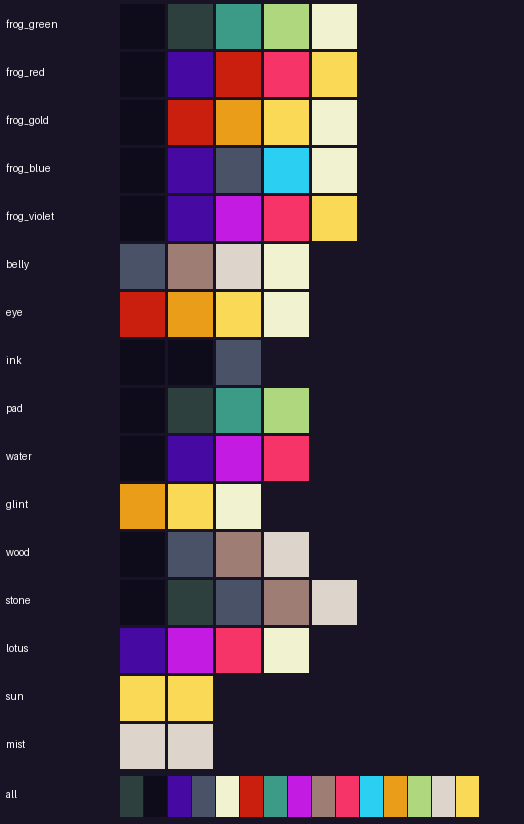 frog_green
frog_red
frog_gold
frog_blue
frog_violet
belly
eye
ink
pad
water
glint
wood
stone
lotus
sun
mist
all